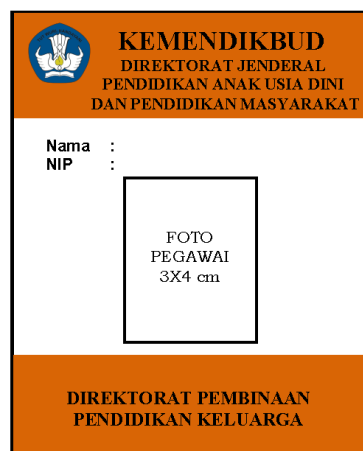 KEMENDIKBUD
DIREKTORAT JENDERAL
PENDIDIKAN ANAK USIA DINI
DAN PENDIDIKAN MASYARAKAT
Nama :
NIP :
FOTO
PEGAWAI
3X4 cm
DIREKTORAT PEMBINAAN
PENDIDIKAN KELUARGA